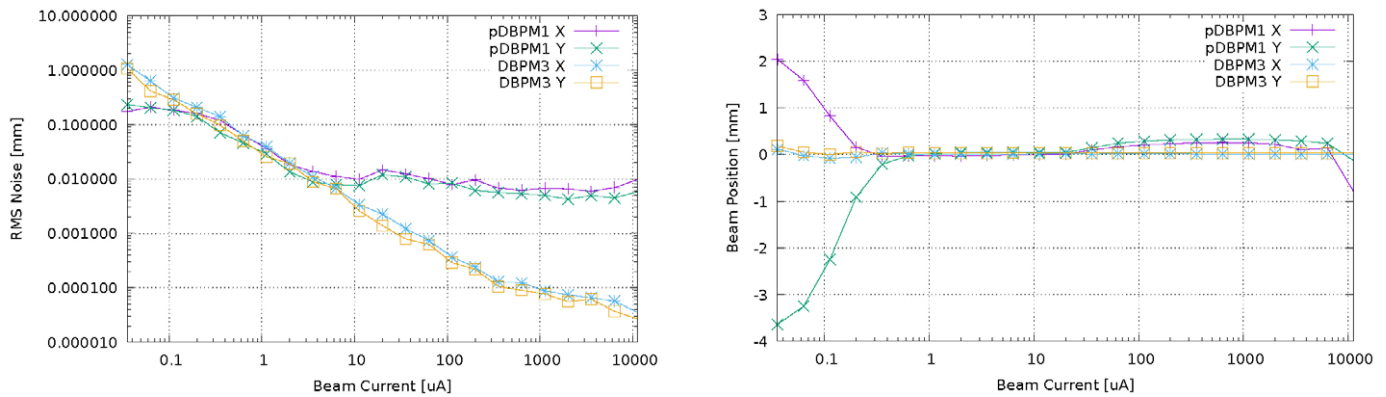 10.000000
1.000000
0.100000
0.010000
0.001000
0.000100
0.000010
RMS Noise [mm]
0.1 1 10 100 1000 10000
Beam Current [uA]
pDBPM1 X
pDBPM1 Y
DBPM3 X
DBPM3 Y
3
2
1
0
-1
-2
-3
-4
Beam Position [mm]
0.1 1 10 100 1000 10000
Beam Current [uA]
pDBPM1 X
pDBPM1 Y
DBPM3 X
DBPM3 Y